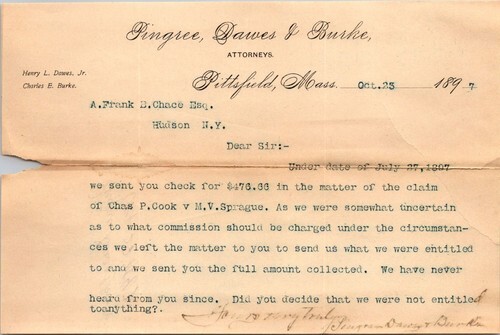 Pingree, Dawes & Burke,
ATTORNEYS.
Henry L. Dawes, Jr.
Charles E. Burke.
Pittsfield, Mass. Oct.23 1897
A.Frank B.Chace Esq.
Hudson N.Y.
Dear Sir:-
Under date of July 27,1897
we sent you check for $476.66 in the matter of the claim
of Chas P.Cook v M.V.Sprague. As we were somewhat uncertain
as to what commission should be charged under the circumstan-
ces we left the matter to you to send us what we were entitled
to and we sent you the full amount collected. We have never
heard from you since. Did you decide that we were not entitled
toanything?.
Yours very truly
Pingree Dawes & Burke